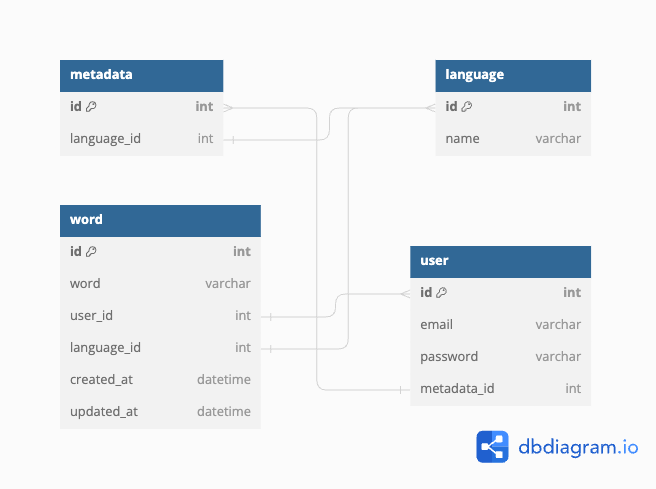 metadata
id int
language_id int
language
id int
name varchar
word
id int
word varchar
user_id int
language_id int
created_at datetime
updated_at datetime
user
id int
email varchar
password varchar
metadata_id int
dbdiagram.io